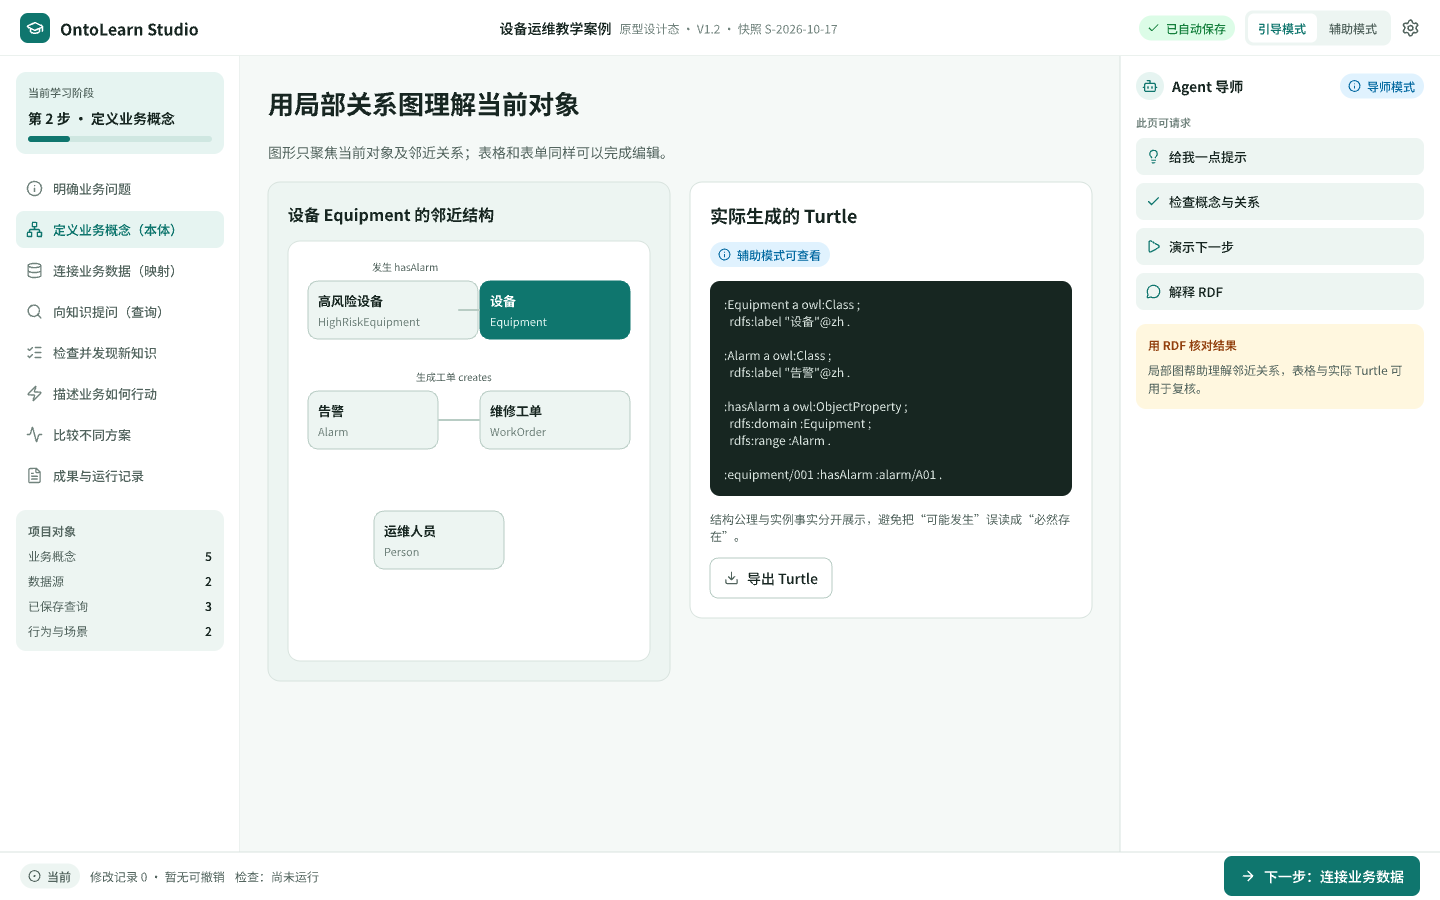 OntoLearn Studio
设备运维教学案例 原型设计态 • V1.2 • 快照 S-2026-10-17
已自动保存
引导模式
辅助模式
当前学习阶段
第 2 步 • 定义业务概念
明确业务问题
定义业务概念（本体）
连接业务数据（映射）
向知识提问（查询）
检查并发现新知识
描述业务如何行动
比较不同方案
成果与运行记录
项目对象
业务概念 5
数据源 2
已保存查询 3
行为与场景 2
用局部关系图理解当前对象
图形只聚焦当前对象及邻近关系；表格和表单同样可以完成编辑。
设备 Equipment 的邻近结构
发生 hasAlarm
高风险设备
HighRiskEquipment
设备
Equipment
生成工单 creates
告警
Alarm
维修工单
WorkOrder
运维人员
Person
实际生成的 Turtle
辅助模式可查看
:Equipment a owl:Class ;
rdfs:label "设备"@zh .
:Alarm a owl:Class ;
rdfs:label "告警"@zh .
:hasAlarm a owl:ObjectProperty ;
rdfs:domain :Equipment ;
rdfs:range :Alarm .
:equipment/001 :hasAlarm :alarm/A01 .
结构公理与实例事实分开展示，避免把“可能发生”误读成“必然存
在”。
导出 Turtle
Agent 导师
导师模式
此页可请求
给我一点提示
检查概念与关系
演示下一步
解释 RDF
用 RDF 核对结果
局部图帮助理解邻近关系，表格与实际 Turtle 可
用于复核。
当前
修改记录 0 • 暂无可撤销 检查：尚未运行
下一步：连接业务数据